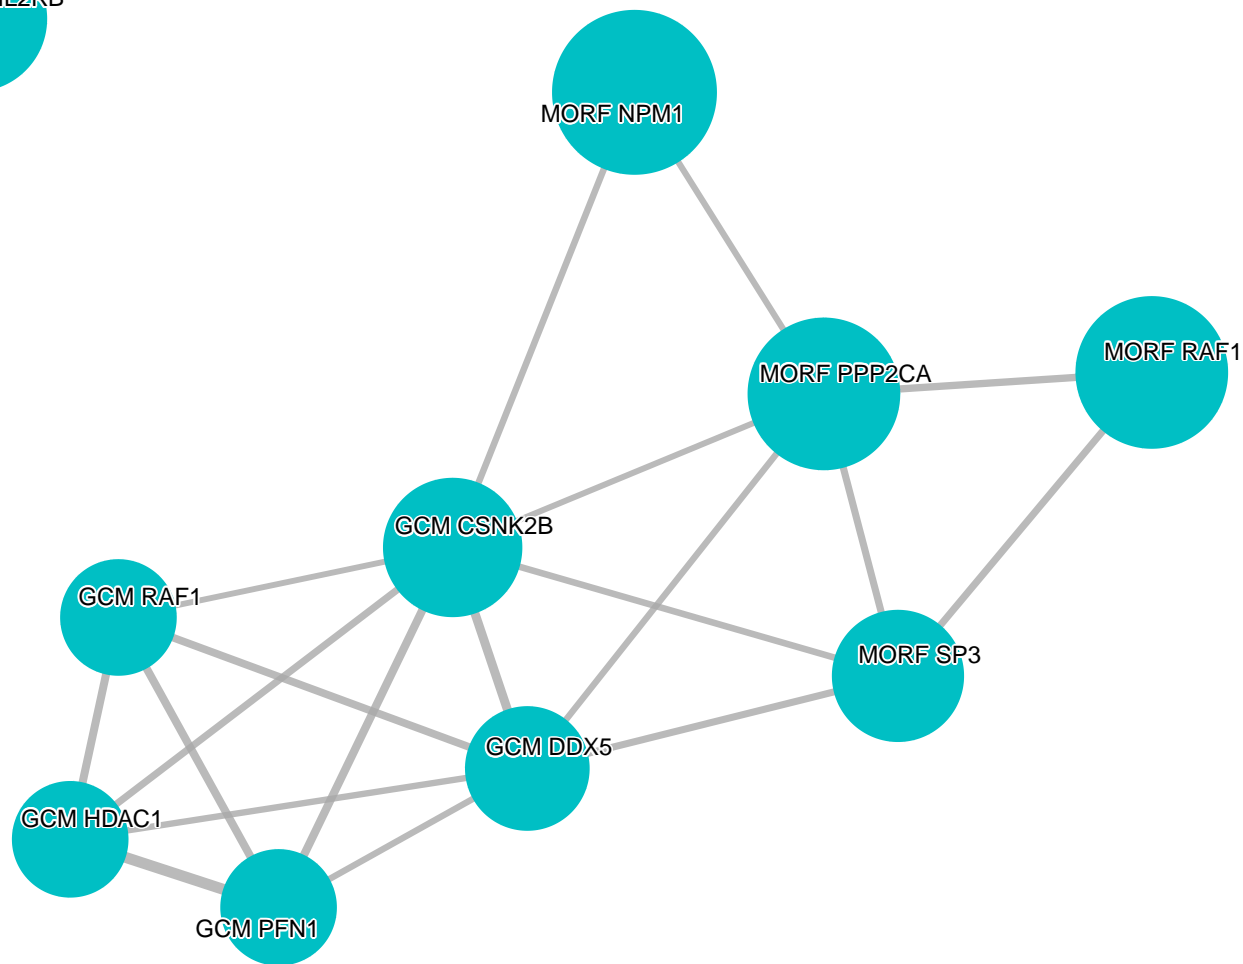 MORF NPM1
MORF RAF1
MORF PPP2CA
GCM CSNK2B
GCM RAF1
MORF SP3
GCM DDX5
GCM HDAC1
GCM PFN1